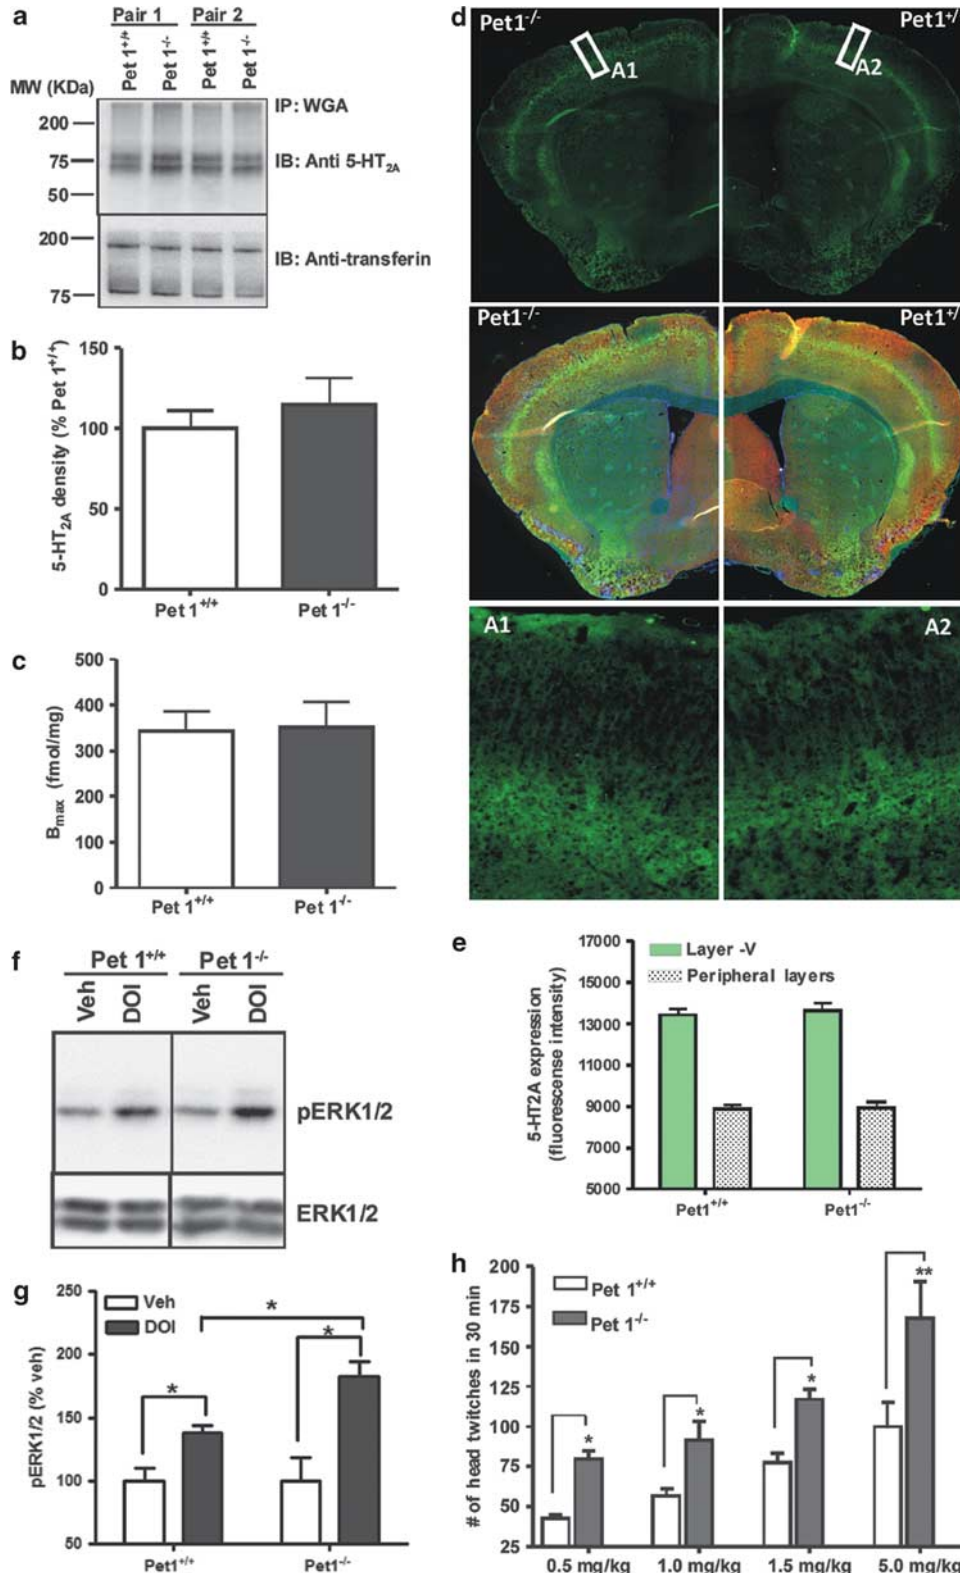 a
Pair 1 Pair 2
Pet 1+/+ Pet 1-/- Pet 1+/+ Pet 1-/-
MW (KDa)
IP: WGA
200
75
50
IB: Anti 5-HT2A
200
75
IB: Anti-transferin
b
5-HT2A density (% Pet 1+/+)
150
100
50
0
Pet 1+/+ Pet 1-/-
c
Bmax (fmol/mg)
500
400
300
200
100
0
Pet 1+/+ Pet 1-/-
d
Pet1-/- Pet1+/
A1 A2
Pet1-/- Pet1+/
A1 A2
e
5-HT2A expression
(fluorescense intensity)
17000
13000
9000
7000
5000
Layer -V
Peripheral layers
Pet1+/+ Pet1-/-
f
Pet 1+/+ Pet 1-/-
Veh DOI Veh DOI
pERK1/2
ERK1/2
g
pERK1/2 (% veh)
250
200
150
100
50
Veh
DOI
* * *
Pet1+/+ Pet1-/-
h
# of head twitches in 30 min
200
175
150
125
100
75
50
25
Pet 1+/+
Pet 1-/-
* * * **
0.5 mg/kg 1.0 mg/kg 1.5 mg/kg 5.0 mg/kg